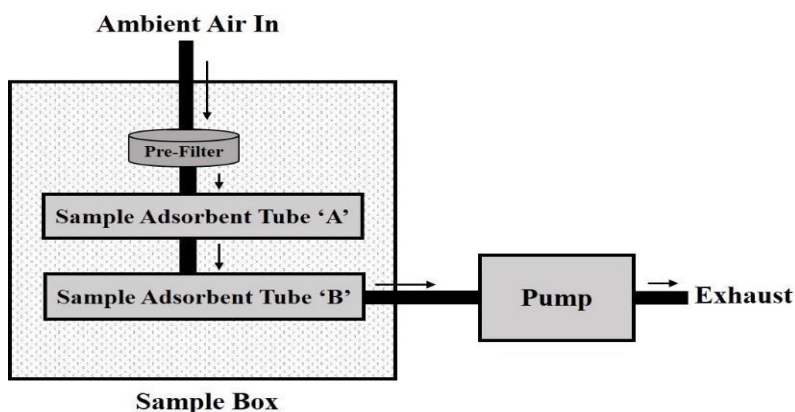 Ambient Air In
Pre-Filter
Sample Adsorbent Tube ‘A’
Sample Adsorbent Tube ‘B’
Pump
Exhaust
Sample Box